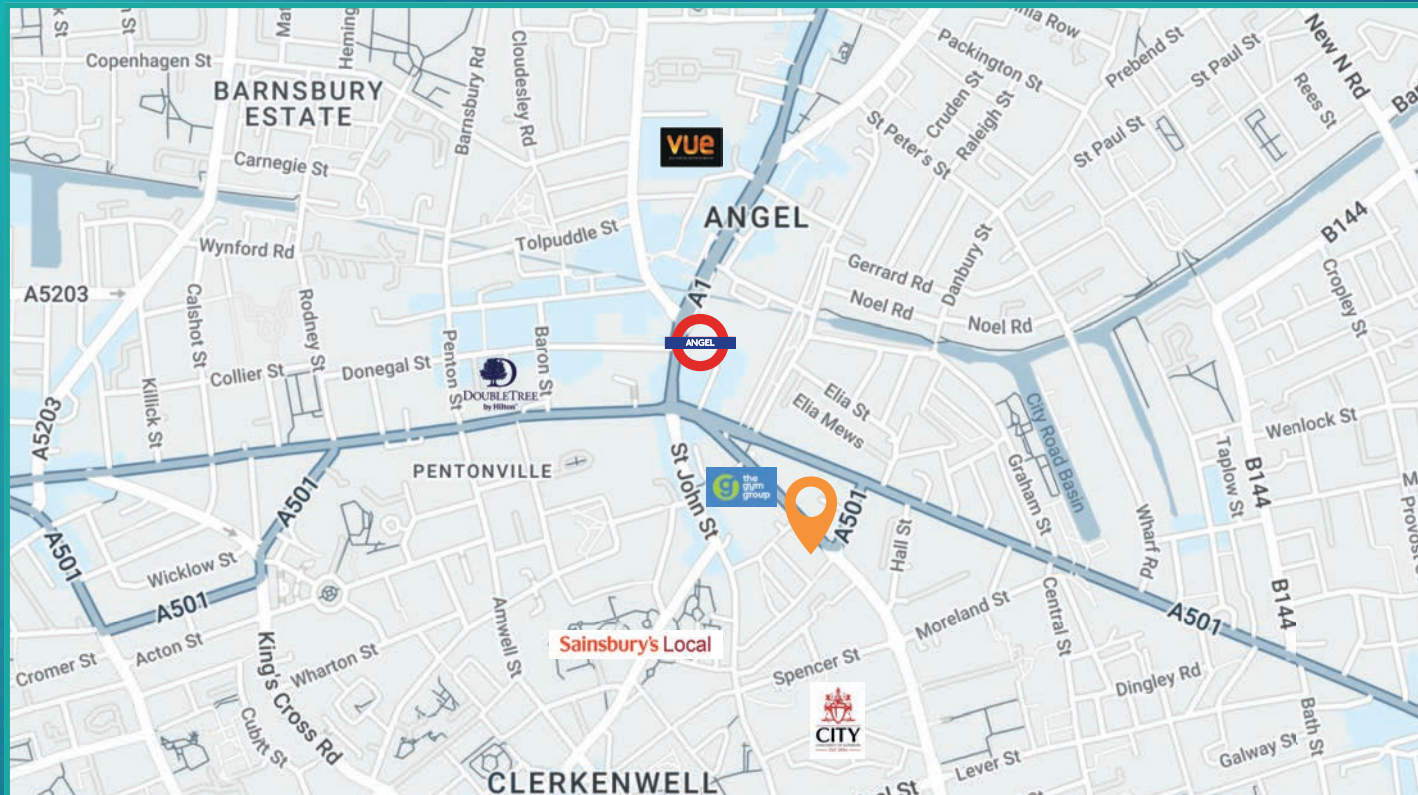 Copenhagen St
BARNSBURY
ESTATE
Carnegie St
Barnsbury Rd
Cloudesley Rd
Packington St
Prebend St
St Paul St
New N Rd
Rees St
Cruden St
Raleigh St
St Peter's St
St Paul St
vue
ANGEL
Wynford Rd
Tolpuddle St
A5203
Calshot St
Rodney St
A1
Gerrard Rd
Danbury St
Noel Rd
Noel Rd
B144
Cropley St
ANGEL
Penton St
Baron St
Donegal St
Collier St
Killick St
A5203
DOUBLETREE
by Hilton
Elia St
Elia Mews
City Road Basin
Wenlock St
PENTONVILLE
St John St
the
gym
group
A501
A501
A501
Wicklow St
A501
Hall St
Graham St
Wharf Rd
Taplow St
B144
Provost
B144
A501
Moreland St
Central St
Acton St
Cromer St
King's Cross Rd
Wharton St
Amwell St
Sainsbury's Local
Spencer St
Dingley Rd
CITY
Cubitt St
CLERKENWELL
Lever St
Galway St
Bath St